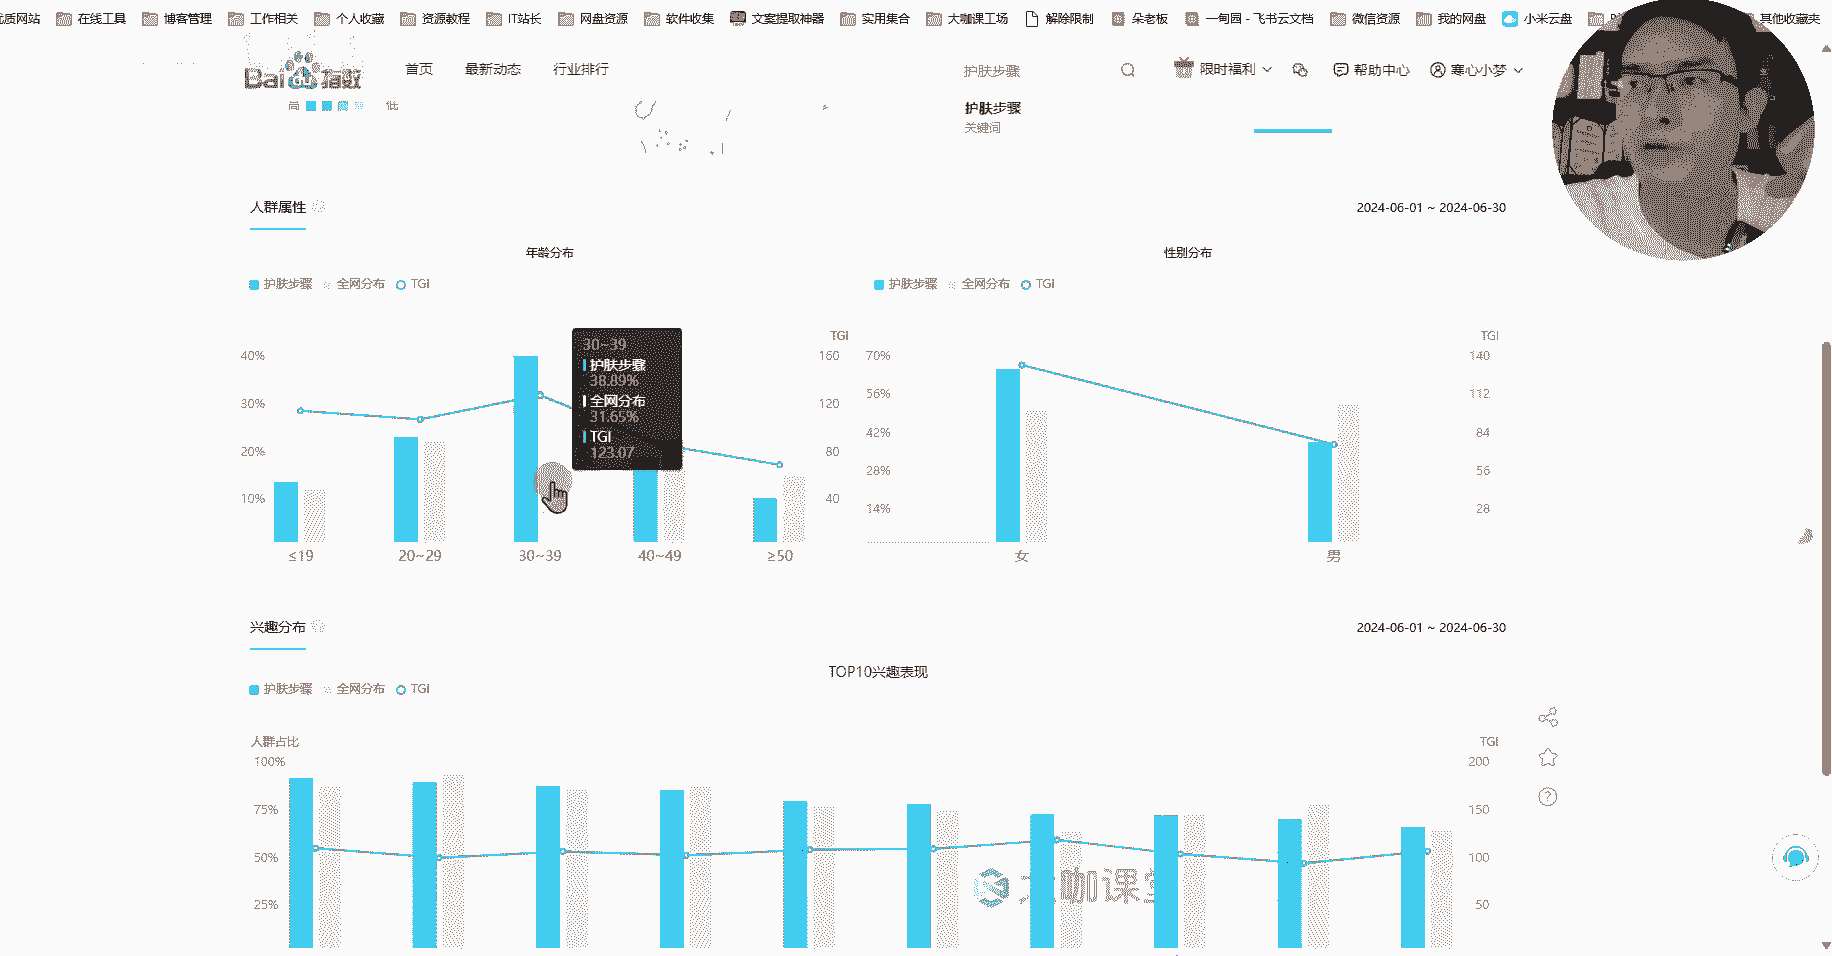 优质网站 在线工具 博客管理 工作相关 个人收藏 资源教程 IT站长 网盘资源 软件收集 文案提取神器 实用集合 大咖课工场 解除限制 朵老板 一甸园 - 飞书云文档 微信资源 我的网盘 小米云盘 其他收藏夹
Bai 指数 首页 最新动态 行业排行 护肤步骤 限时福利 帮助中心 寒心小梦
高 低 护肤步骤
关键词
人群属性 2024-06-01 ~ 2024-06-30
年龄分布 性别分布
护肤步骤 全网分布 TGI 护肤步骤 全网分布 TGI
TGI TGI
40% 160 70% 140
30% 120 56% 112
20% 80 42% 84
10% 40 28% 56
14% 28
30~39
护肤步骤
38.89%
全网分布
31.65%
TGI
123.07
≤19 20~29 30~39 40~49 ≥50 女 男
兴趣分布 2024-06-01 ~ 2024-06-30
TOP10兴趣表现
护肤步骤 全网分布 TGI
人群占比 TGI
100% 200
75% 150
50% 100
25% 50
大咖课堂